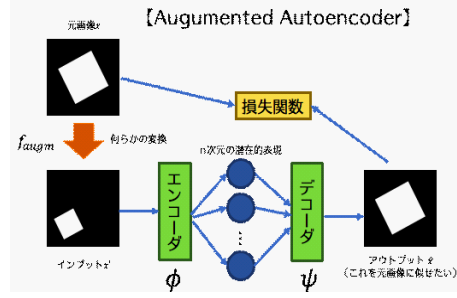 【Augumented Autoencoder】
元画像x
損失関数
f_augm
何らかの変換
n次元の潜在的表現
エンコーダ
デコーダ
⋮
インプットx'
アウトプット x̂
(これを元画像に似せたい)
ϕ
ψ